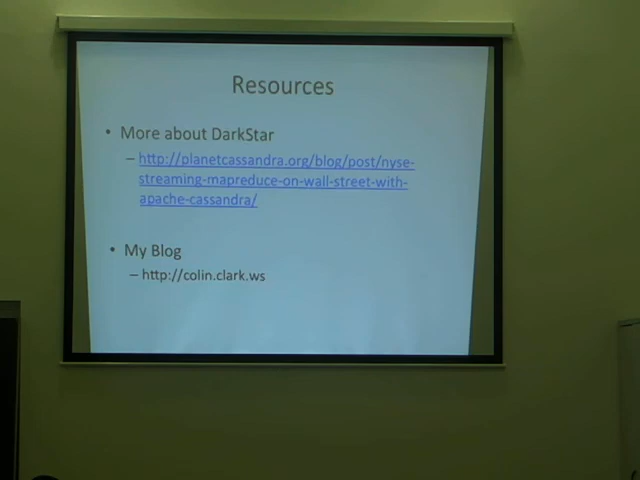 Resources
• More about DarkStar
– http://planetcassandra.org/blog/post/nyse-
streaming-mapreduce-on-wall-street-with-
apache-cassandra/
• My Blog
– http://colin.clark.ws